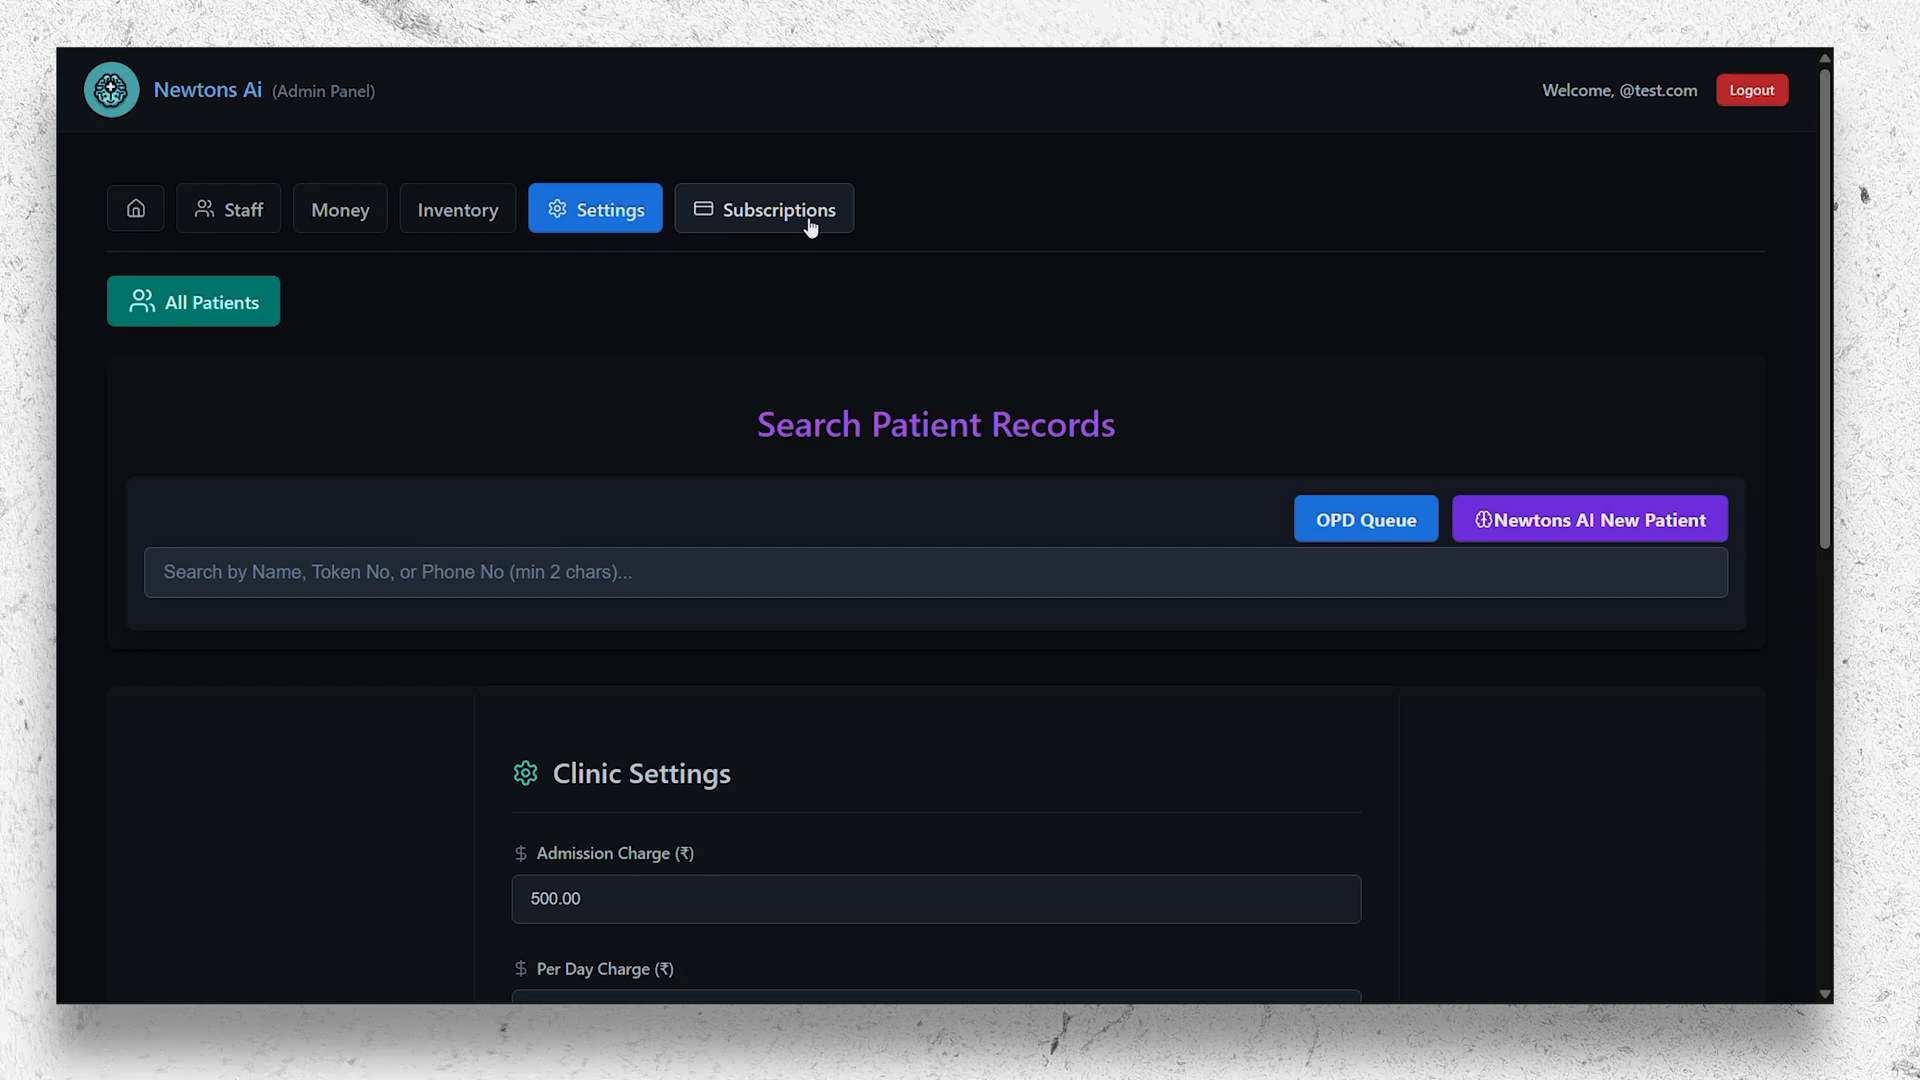 Newtons Ai (Admin Panel)
Welcome, @test.com
Logout
Staff
Money
Inventory
Settings
Subscriptions
All Patients
Search Patient Records
OPD Queue
Newtons AI New Patient
Search by Name, Token No, or Phone No (min 2 chars)...
Clinic Settings
$ Admission Charge (₹)
500.00
$ Per Day Charge (₹)